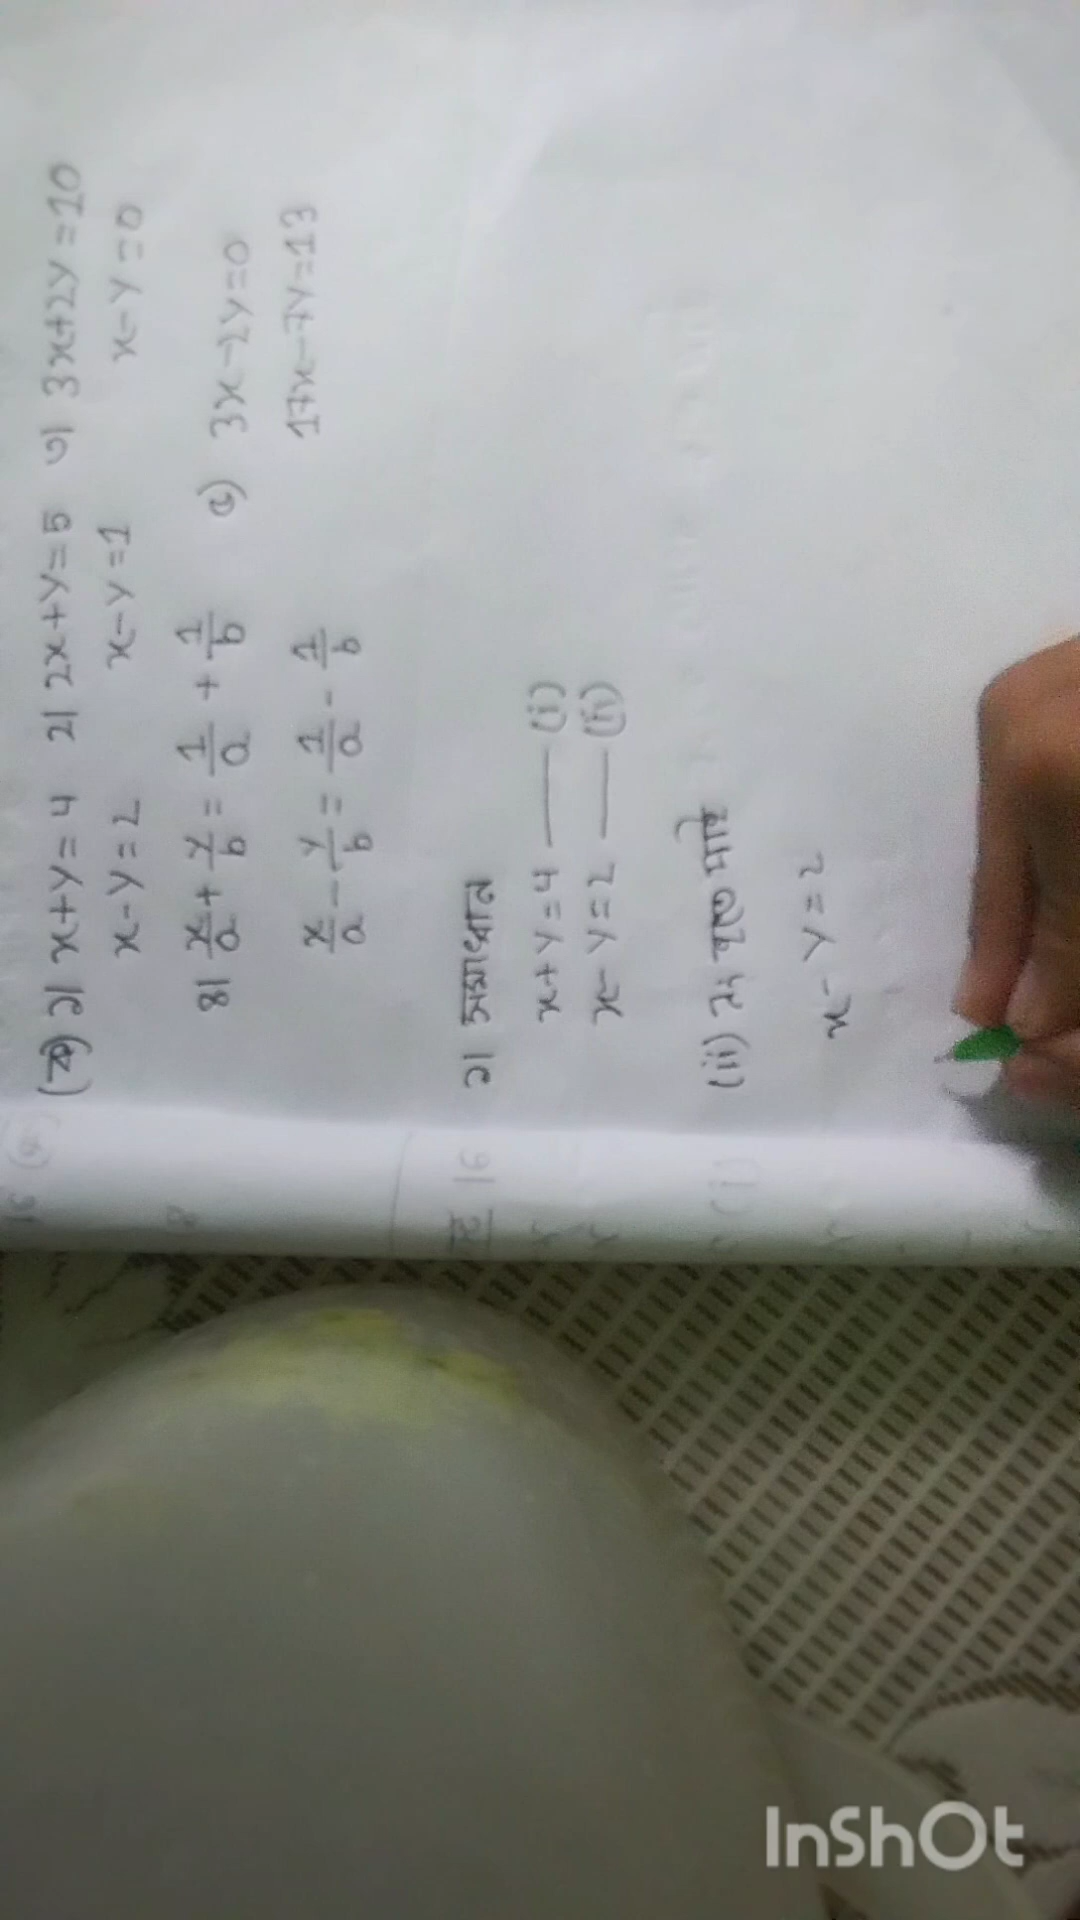 (ক) ১। x+y=4 2। 2x+y=5 ৩। 3x+2y=10
x-y=2 x-y=1 x-y=0
৪। x/a + y/b = 1/a + 1/b ৫) 3x-2y=0
x/a - y/b = 1/a - 1/b 17x-7y=13
১। সমাধান
x+y=4 —— (i)
x-y=2 —— (ii)
(ii) নং হতে পাই
x-y=2
InShOt